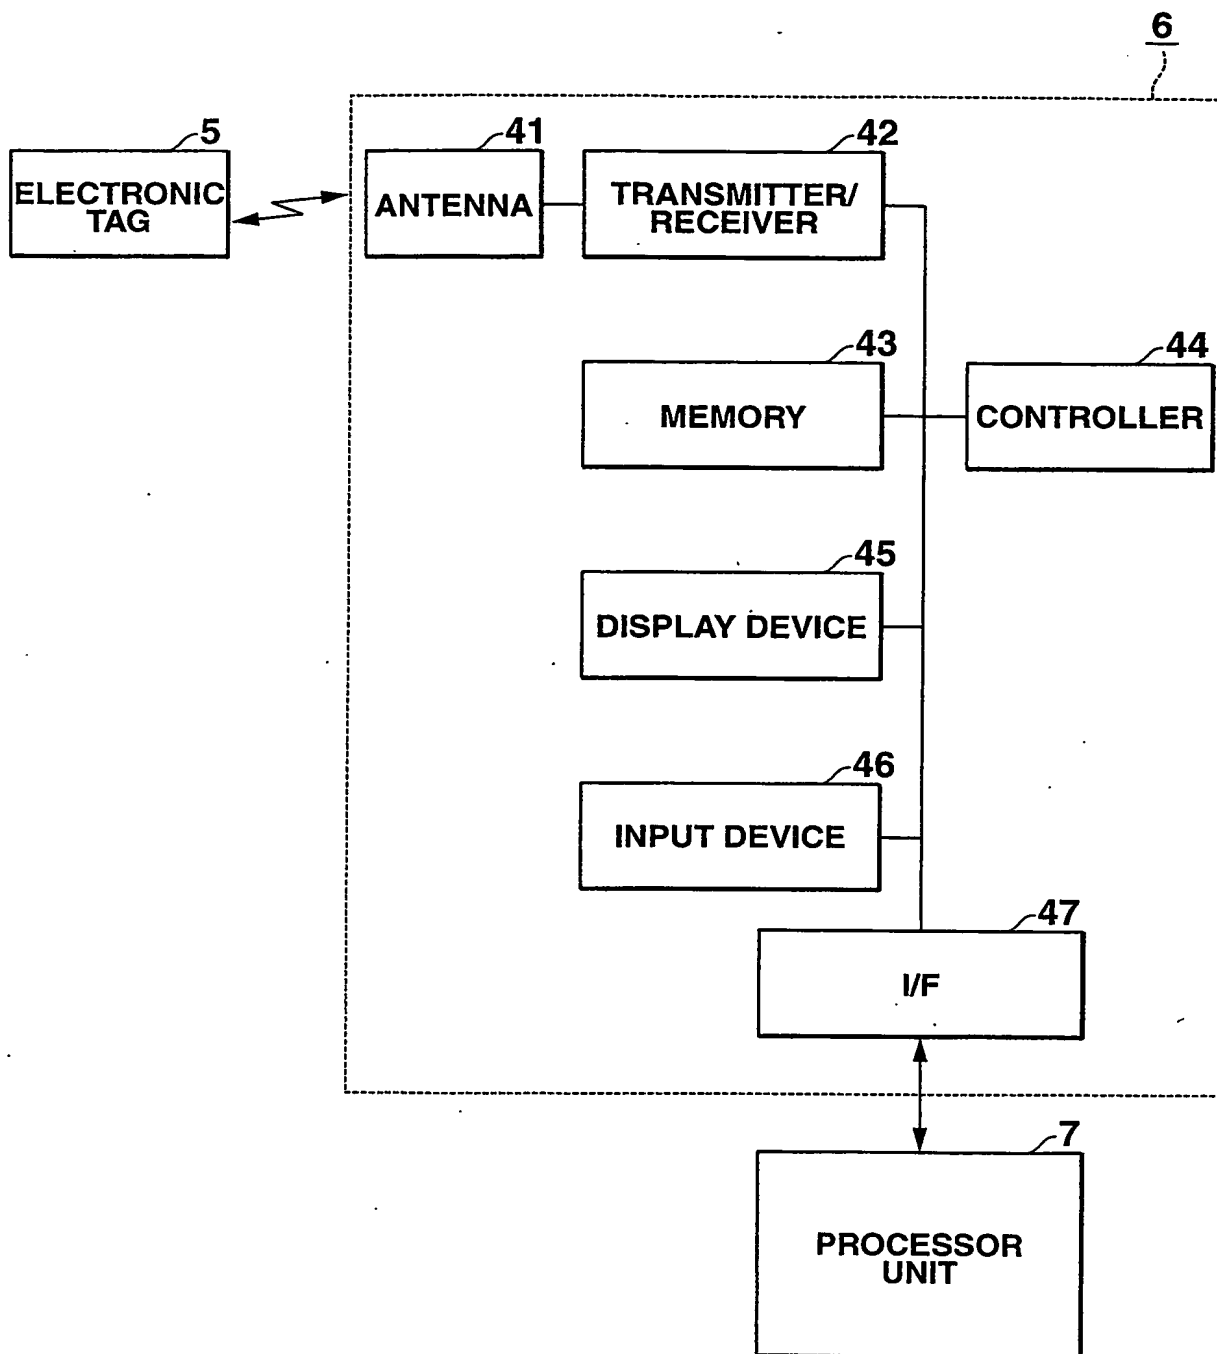 6
5
41
42
ELECTRONIC
TAG
ANTENNA
TRANSMITTER/
RECEIVER
43
44
MEMORY
CONTROLLER
45
DISPLAY DEVICE
46
INPUT DEVICE
47
I/F
7
PROCESSOR
UNIT